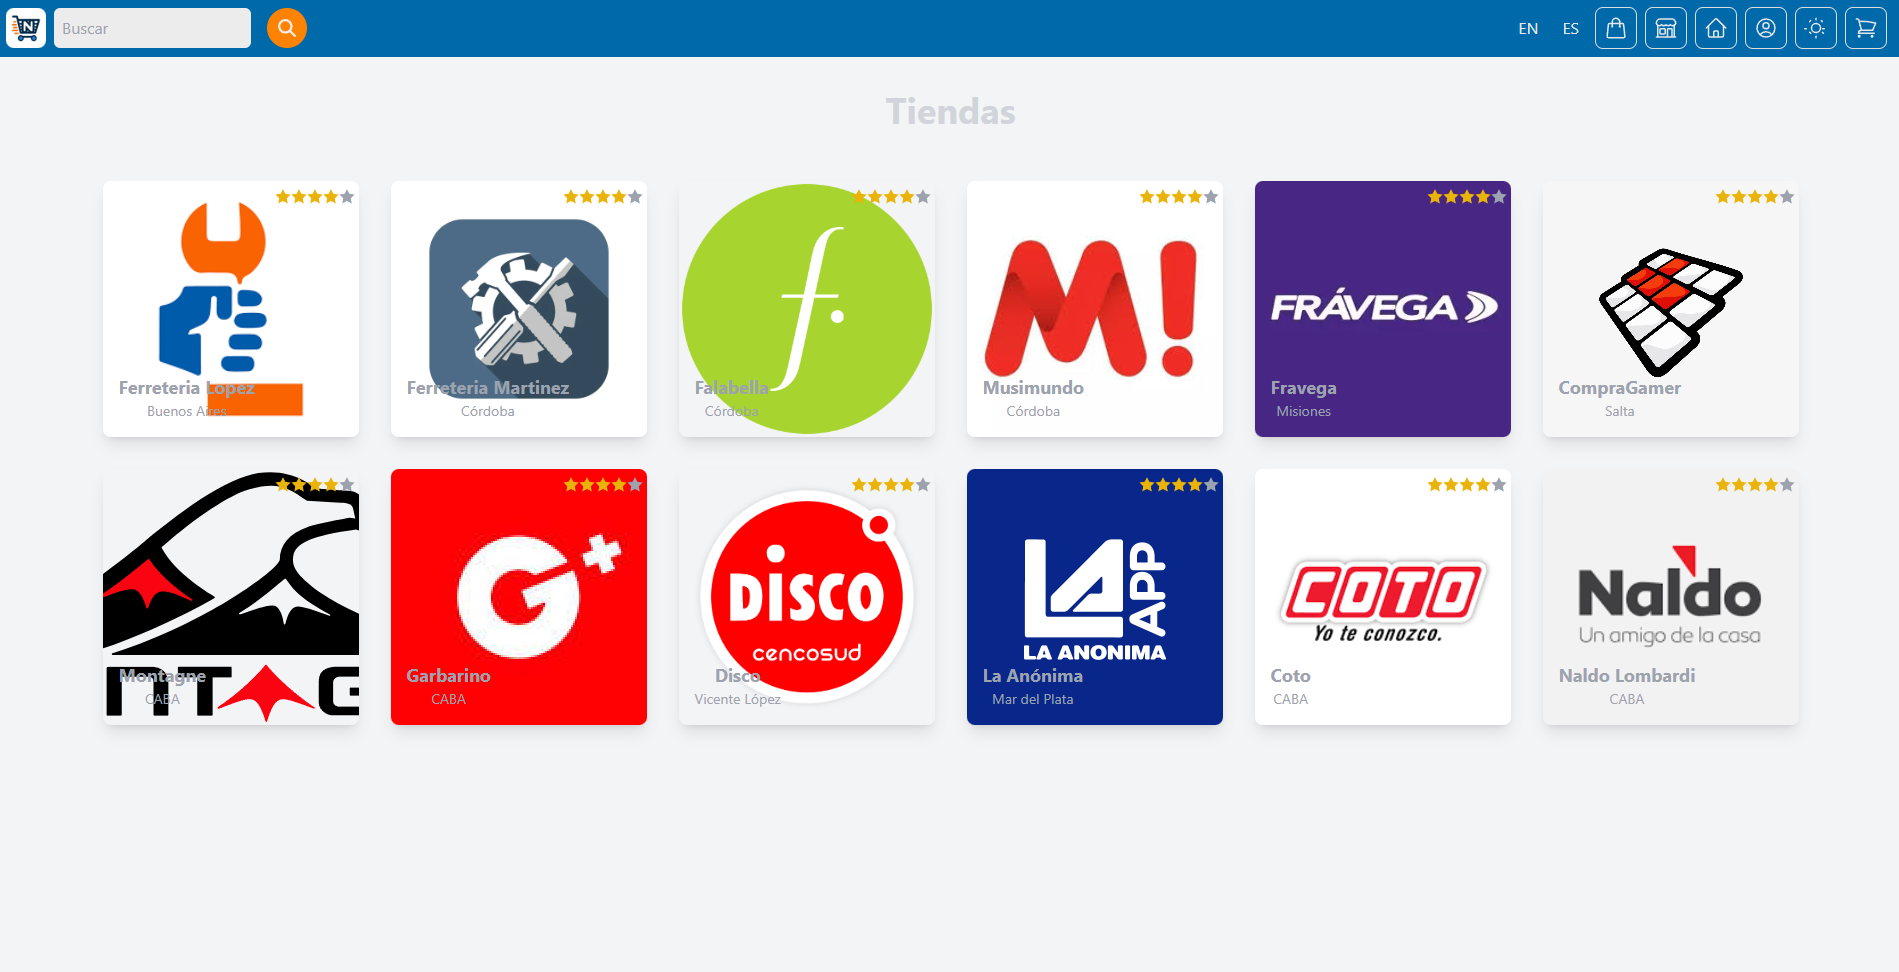 Buscar
EN
ES
Tiendas
Ferreteria Lopez
Buenos Aires
Ferreteria Martinez
Córdoba
f.
Falabella
Córdoba
M!
Musimundo
Córdoba
FRÁVEGA
Fravega
Misiones
CompraGamer
Salta
NTAG
Montagne
CABA
G+
Garbarino
CABA
DISCO
cencosud
Disco
Vicente López
LA APP
LA ANONIMA
La Anónima
Mar del Plata
COTO
Yo te conozco.
Coto
CABA
Naldo
Un amigo de la casa
Naldo Lombardi
CABA